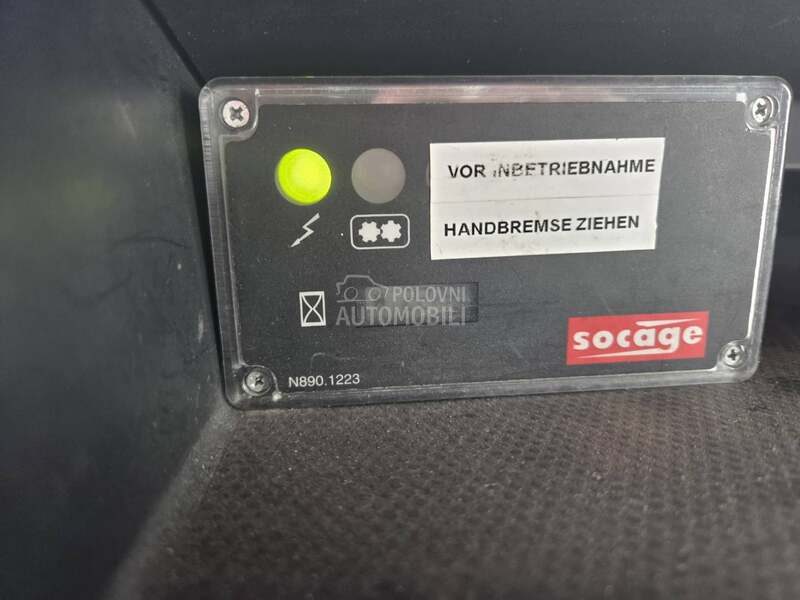 VOR INBETRIEBNAHME
HANDBREMSE ZIEHEN
POLOVNI
AUTOMOBILI
socage
N890.1223